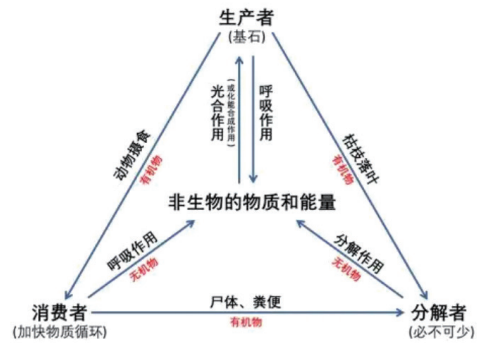 生产者
(基石)
光合作用
(或化能合成作用)
呼吸作用
动物摄食
有机物
枯枝落叶
有机物
非生物的物质和能量
呼吸作用
无机物
分解作用
无机物
消费者
(加快物质循环)
尸体、粪便
有机物
分解者
(必不可少)